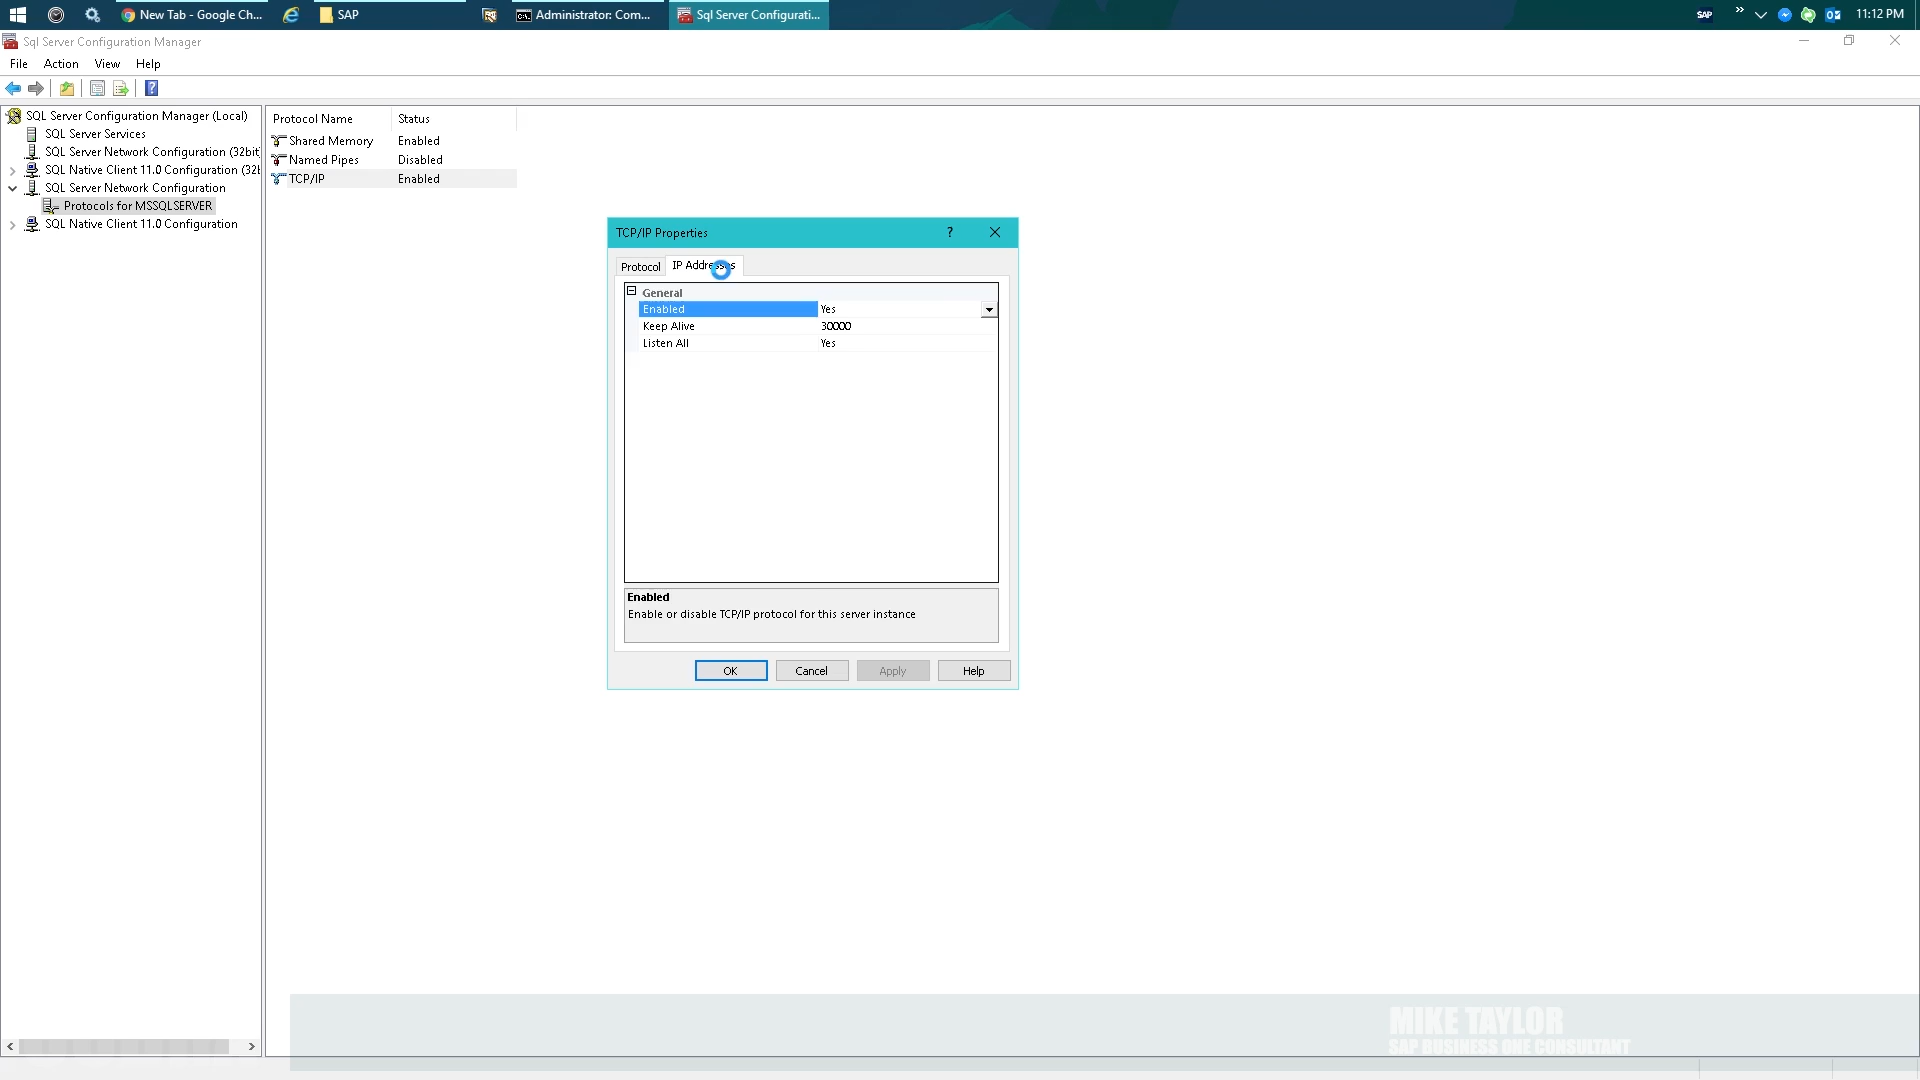 New Tab - Google Ch...
SAP
Administrator: Com...
Sql Server Configurati...
SAP
11:12 PM
Sql Server Configuration Manager
File Action View Help
SQL Server Configuration Manager (Local)
SQL Server Services
SQL Server Network Configuration (32bit
SQL Native Client 11.0 Configuration (32b
SQL Server Network Configuration
Protocols for MSSQLSERVER
SQL Native Client 11.0 Configuration
Protocol Name Status
Shared Memory Enabled
Named Pipes Disabled
TCP/IP Enabled
TCP/IP Properties
?
Protocol IP Addresses
General
Enabled Yes
Keep Alive 30000
Listen All Yes
Enabled
Enable or disable TCP/IP protocol for this server instance
OK Cancel Apply Help
MIKE TAYLOR
SAP BUSINESS ONE CONSULTANT